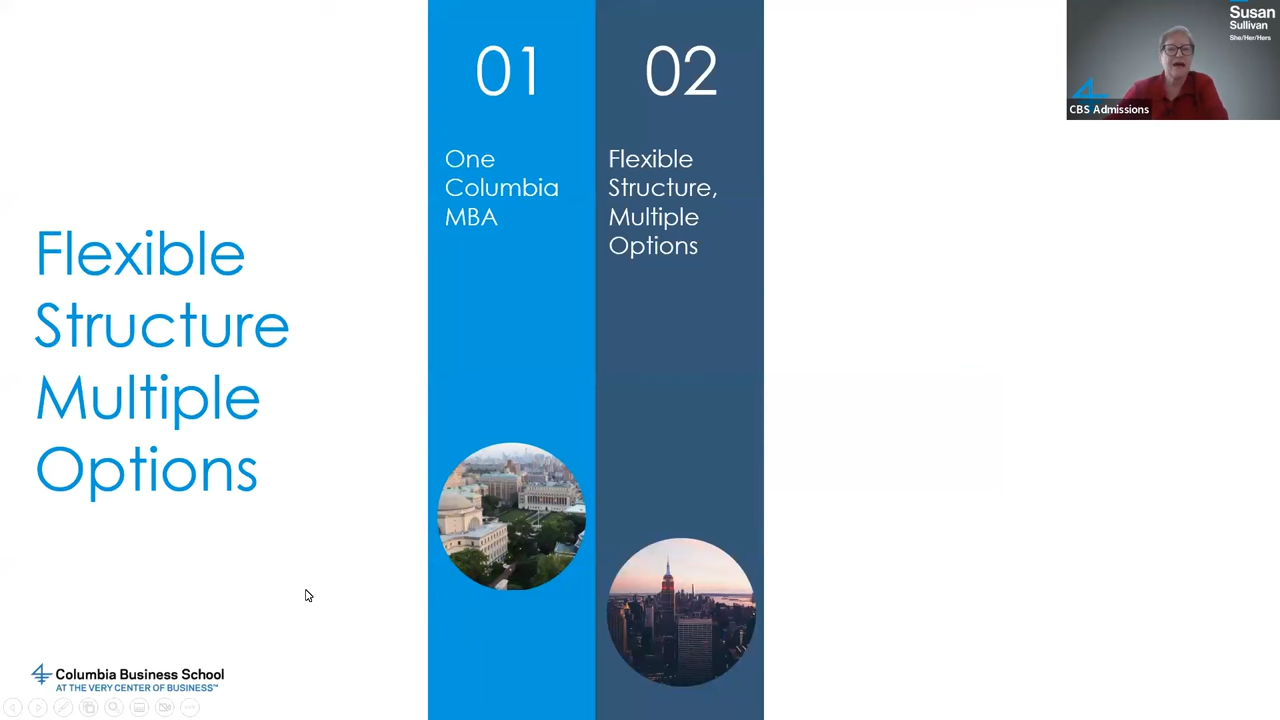 Flexible
Structure
Multiple
Options
01
One
Columbia
MBA
02
Flexible
Structure,
Multiple
Options
Susan
Sullivan
She/Her/Hers
CBS Admissions
Columbia Business School
AT THE VERY CENTER OF BUSINESS™